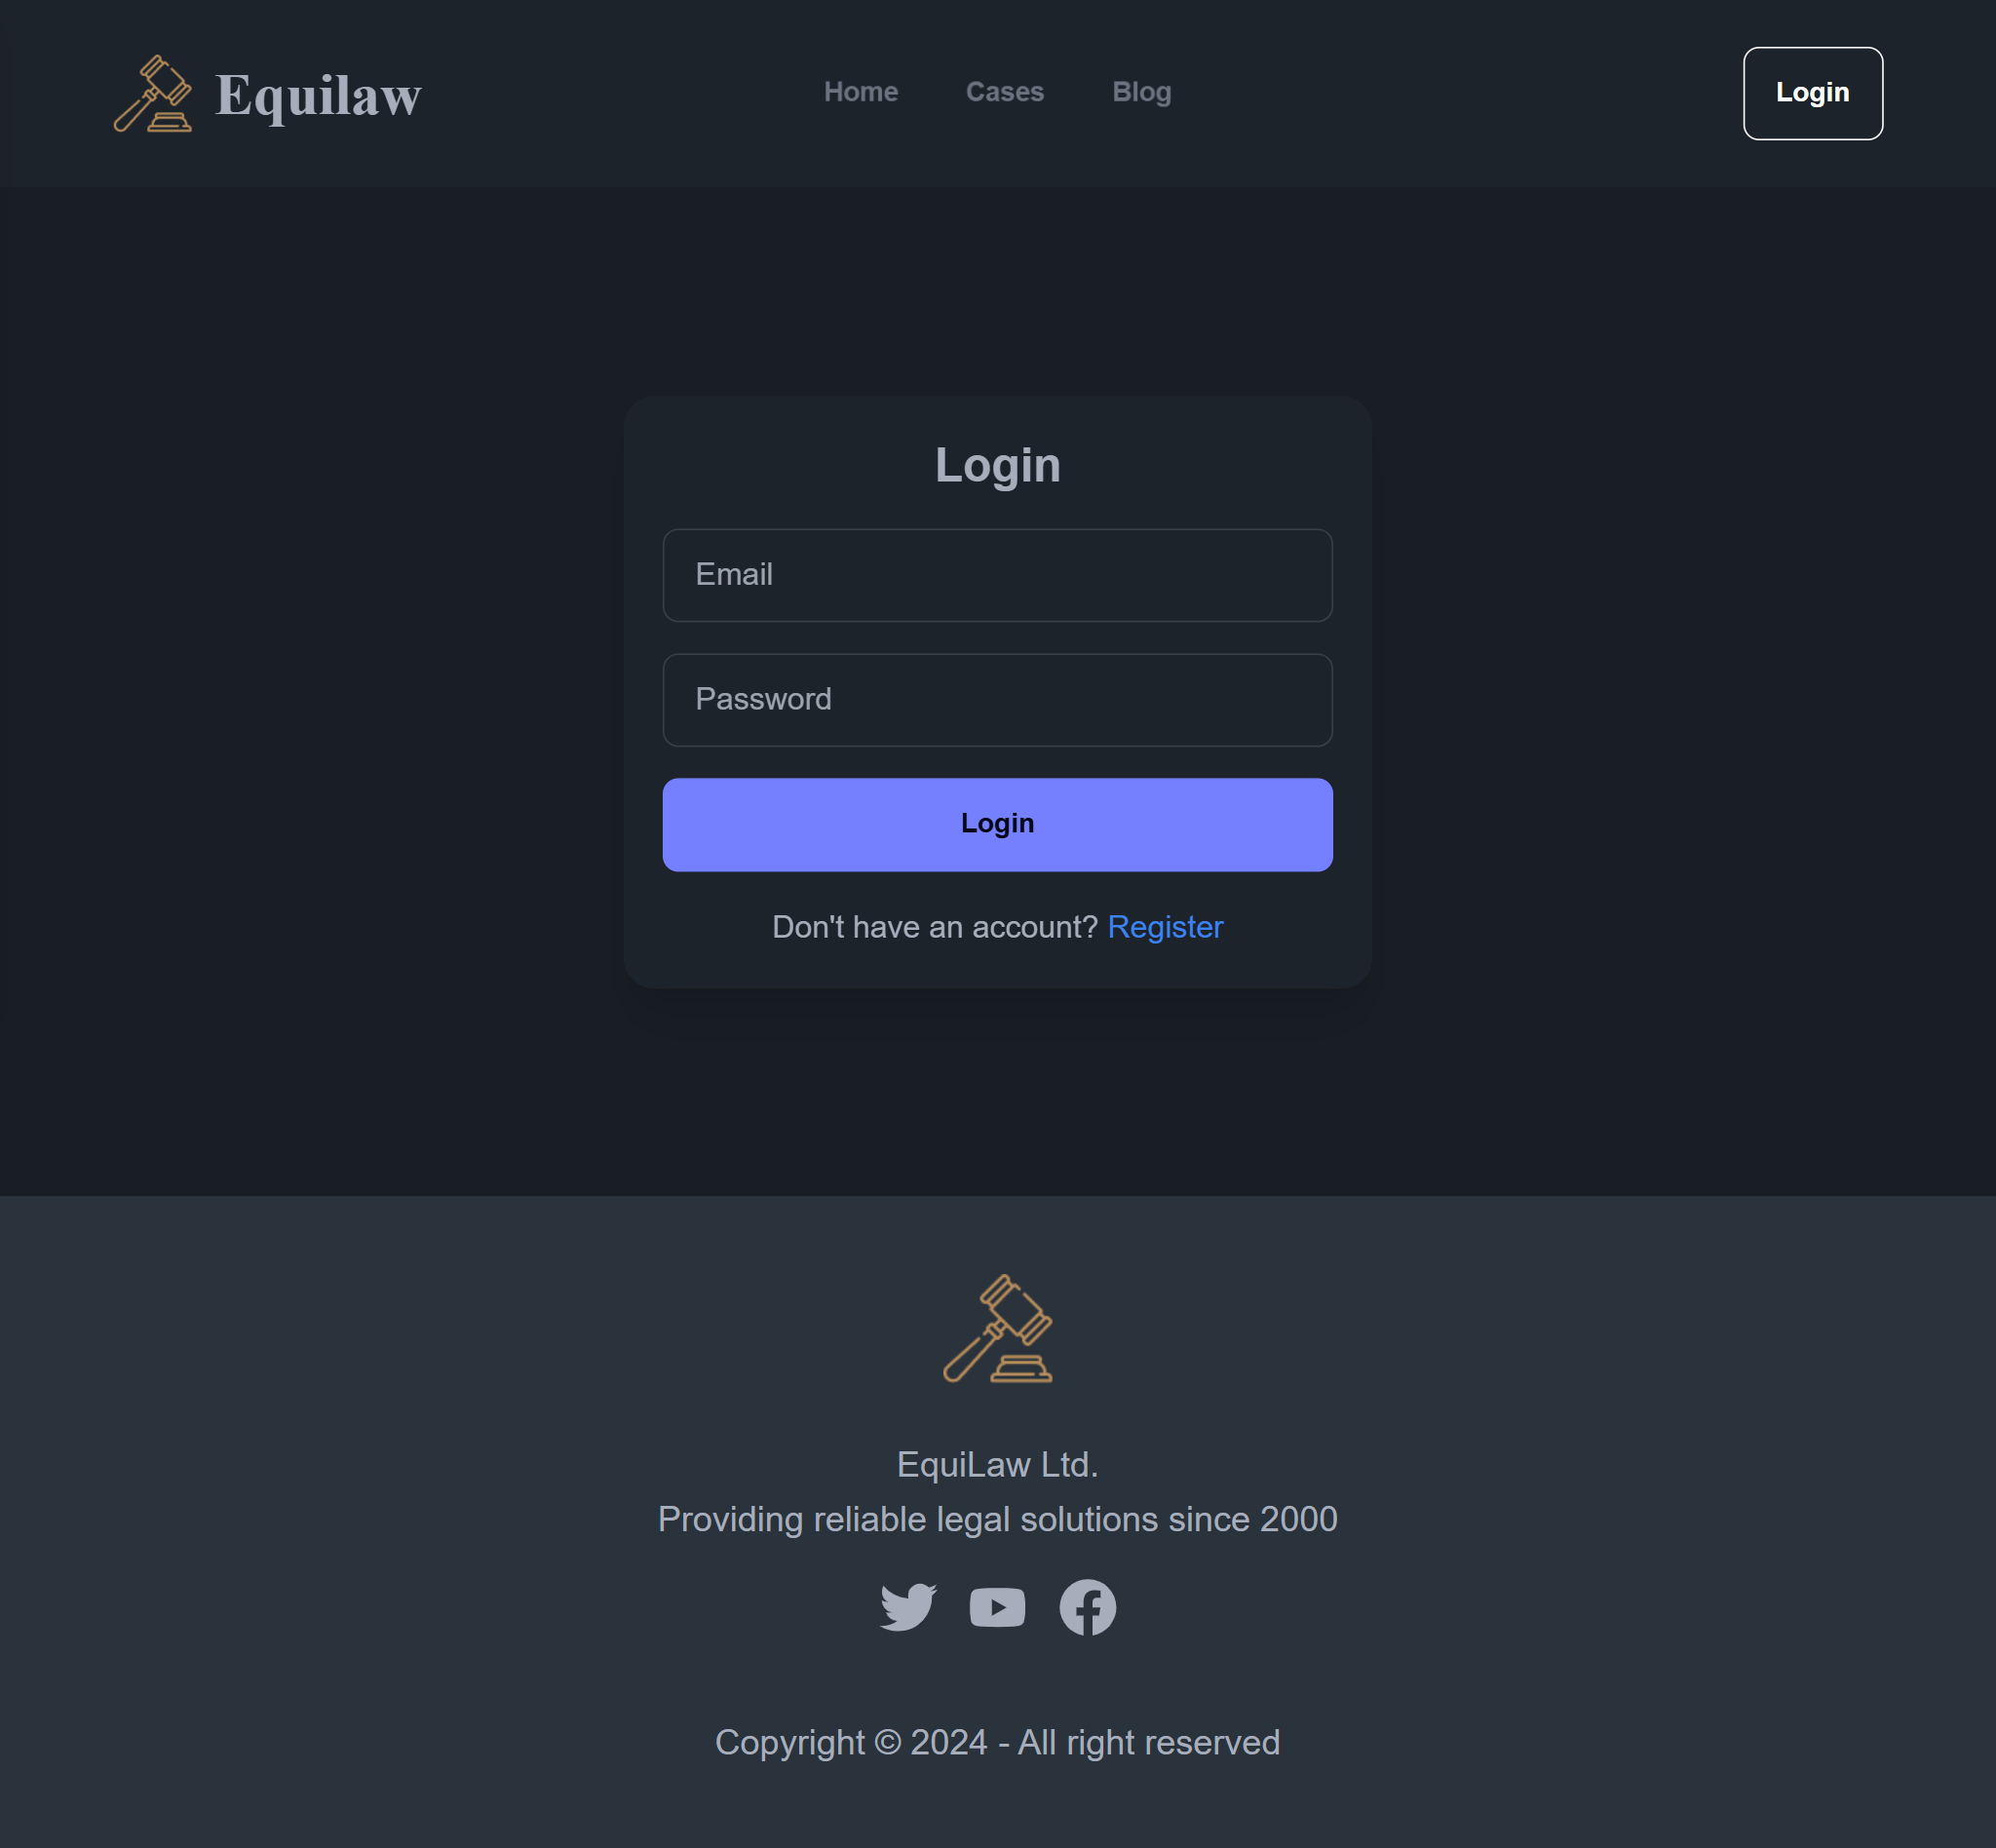 Equilaw
Home Cases Blog
Login
Login
Email
Password
Login
Don't have an account? Register
EquiLaw Ltd.
Providing reliable legal solutions since 2000
Copyright © 2024 - All right reserved